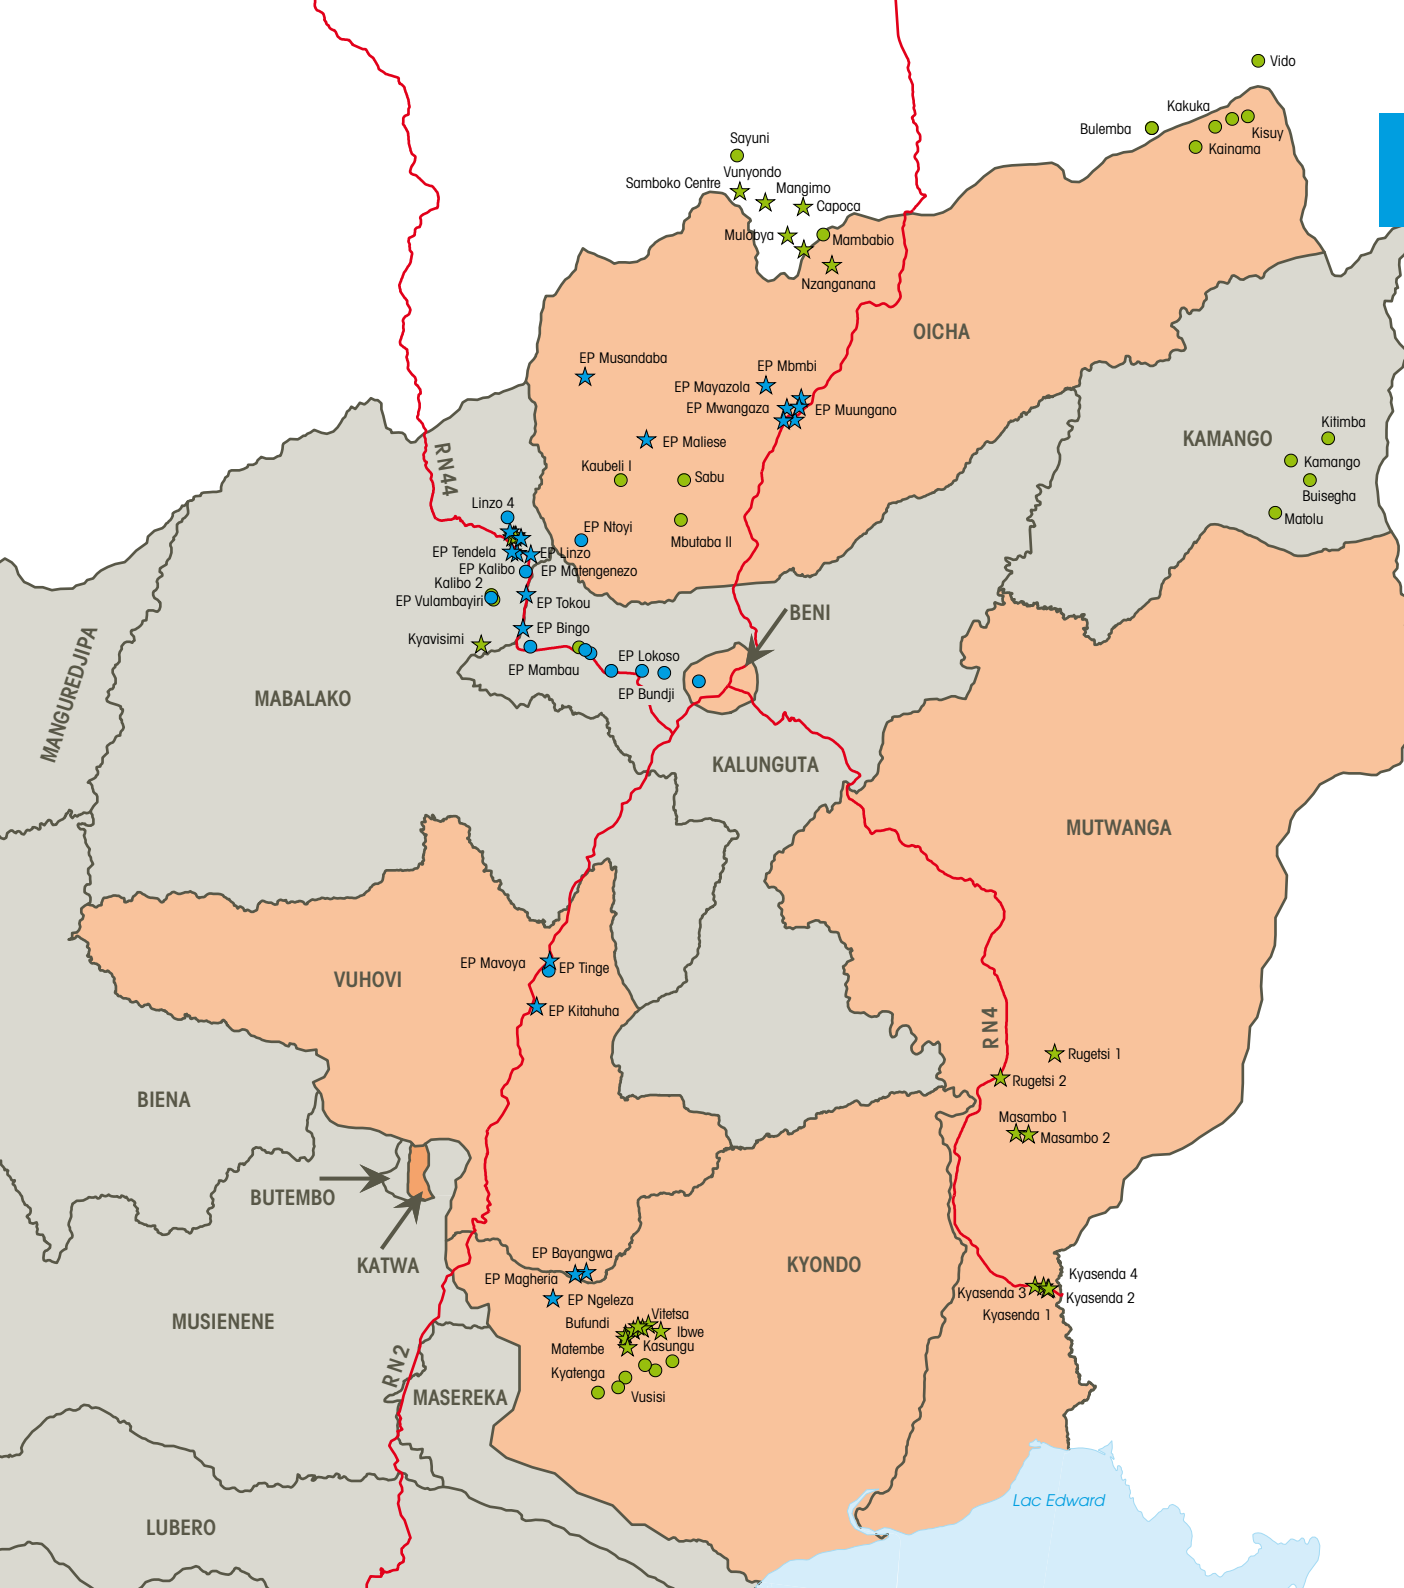 Vido
Kakuka
Bulemba
Kisuy
Kainama
Sayuni
Vunyondo
Samboko Centre
Mangimo
Capoca
Mulobya
Mambabio
Nzanganana
OICHA
EP Musandaba
EP Mbmbi
EP Mayazola
EP Mwangaza
EP Muungano
EP Maliese
Kaubeli I
Sabu
Mbutaba II
EP Ntoyi
KAMANGO
Kitimba
Kamango
Buisegha
Matolu
RN44
Linzo 4
EP Tendela
EP Linzo
EP Kalibo
EP Matengenezo
Kalibo 2
EP Vulambayiri
EP Tokou
EP Bingo
Kyavisimi
EP Mambau
EP Lokoso
EP Bundji
BENI
MANGUREDJIPA
MABALAKO
KALUNGUTA
MUTWANGA
EP Mavoya
EP Tinge
VUHOVI
EP Kitahuha
RN4
Rugetsi 1
Rugetsi 2
Masambo 1
Masambo 2
BIENA
BUTEMBO
KATWA
EP Bayangwa
EP Magheria
EP Ngeleza
KYONDO
Kyasenda 4
Kyasenda 3
Kyasenda 2
Kyasenda 1
MUSIENENE
Bufundi
Vitetsa
Ibwe
Matembe
Kasungu
Kyatenga
Vusisi
RN2
MASEREKA
Lac Edward
LUBERO